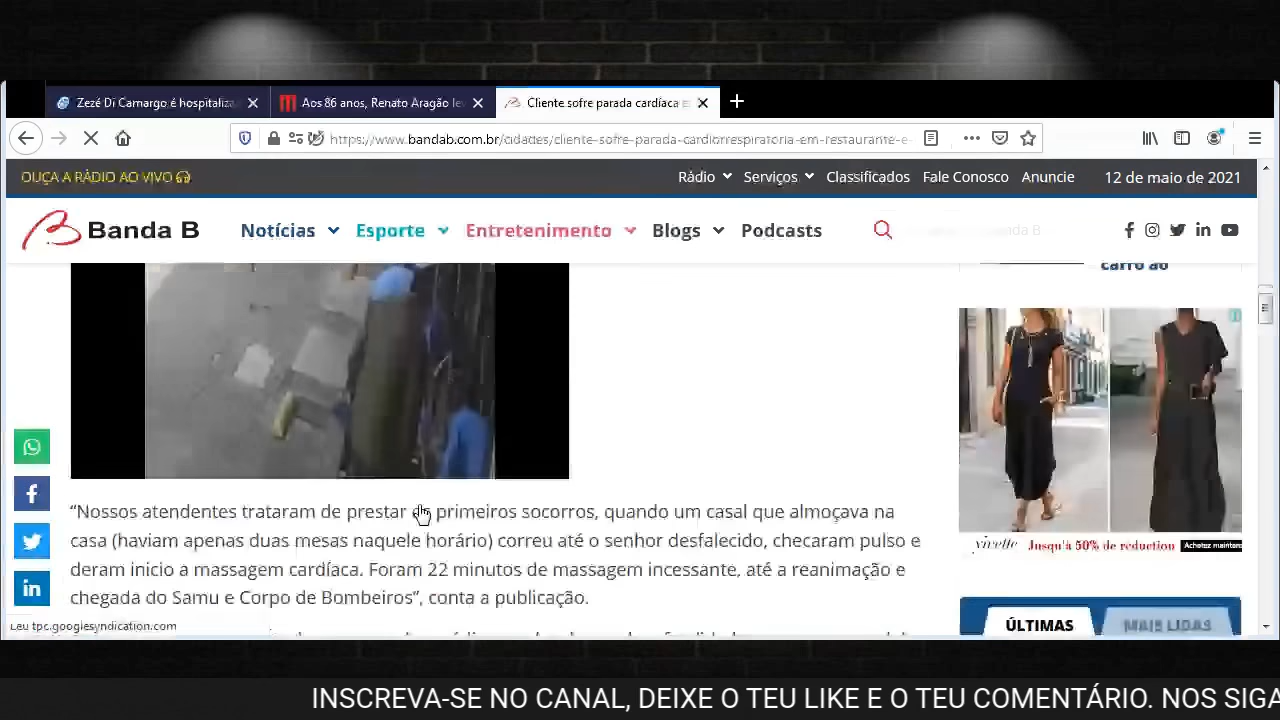 Zezé Di Camargo é hospitaliza
Aos 86 anos, Renato Aragão le
Cliente sofre parada cardíaca e
https://www.bandab.com.br/cidades/cliente-sofre-parada-cardiorrespiratoria-em-restaurante-e
OUÇA A RÁDIO AO VIVO
Rádio Serviços Classificados Fale Conosco Anuncie 12 de maio de 2021
Banda B Notícias Esporte Entretenimento Blogs Podcasts
carro ao
“Nossos atendentes trataram de prestar os primeiros socorros, quando um casal que almoçava na
casa (haviam apenas duas mesas naquele horário) correu até o senhor desfalecido, checaram pulso e
deram inicio a massagem cardíaca. Foram 22 minutos de massagem incessante, até a reanimação e
chegada do Samu e Corpo de Bombeiros”, conta a publicação.
yivette Jusqu'à 50% de réduction Achetez mainten
ÚLTIMAS MAIS LIDAS
Leu tpc.googlesyndication.com
INSCREVA-SE NO CANAL, DEIXE O TEU LIKE E O TEU COMENTÁRIO. NOS SIGA